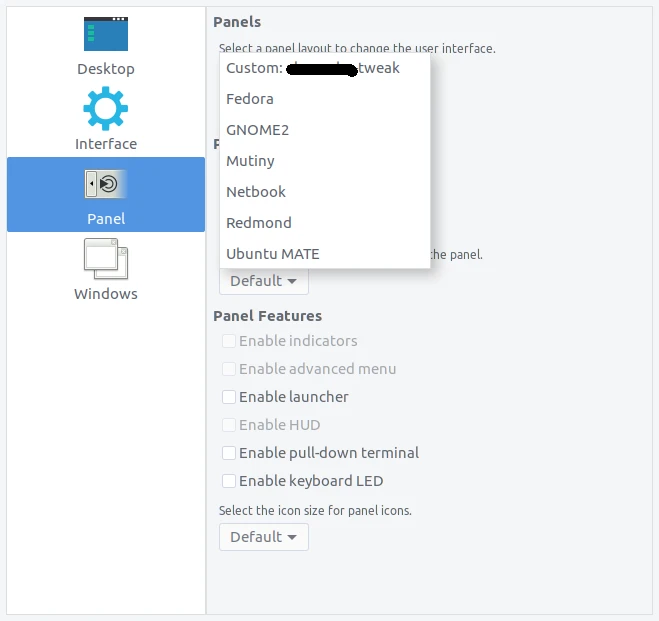 Desktop
Interface
Panel
Windows
Panels
Select a panel layout to change the user interface.
Custom: tweak
Fedora
GNOME2
Mutiny
Netbook
Redmond
Ubuntu MATE
the panel.
Default
Panel Features
Enable indicators
Enable advanced menu
Enable launcher
Enable HUD
Enable pull-down terminal
Enable keyboard LED
Select the icon size for panel icons.
Default